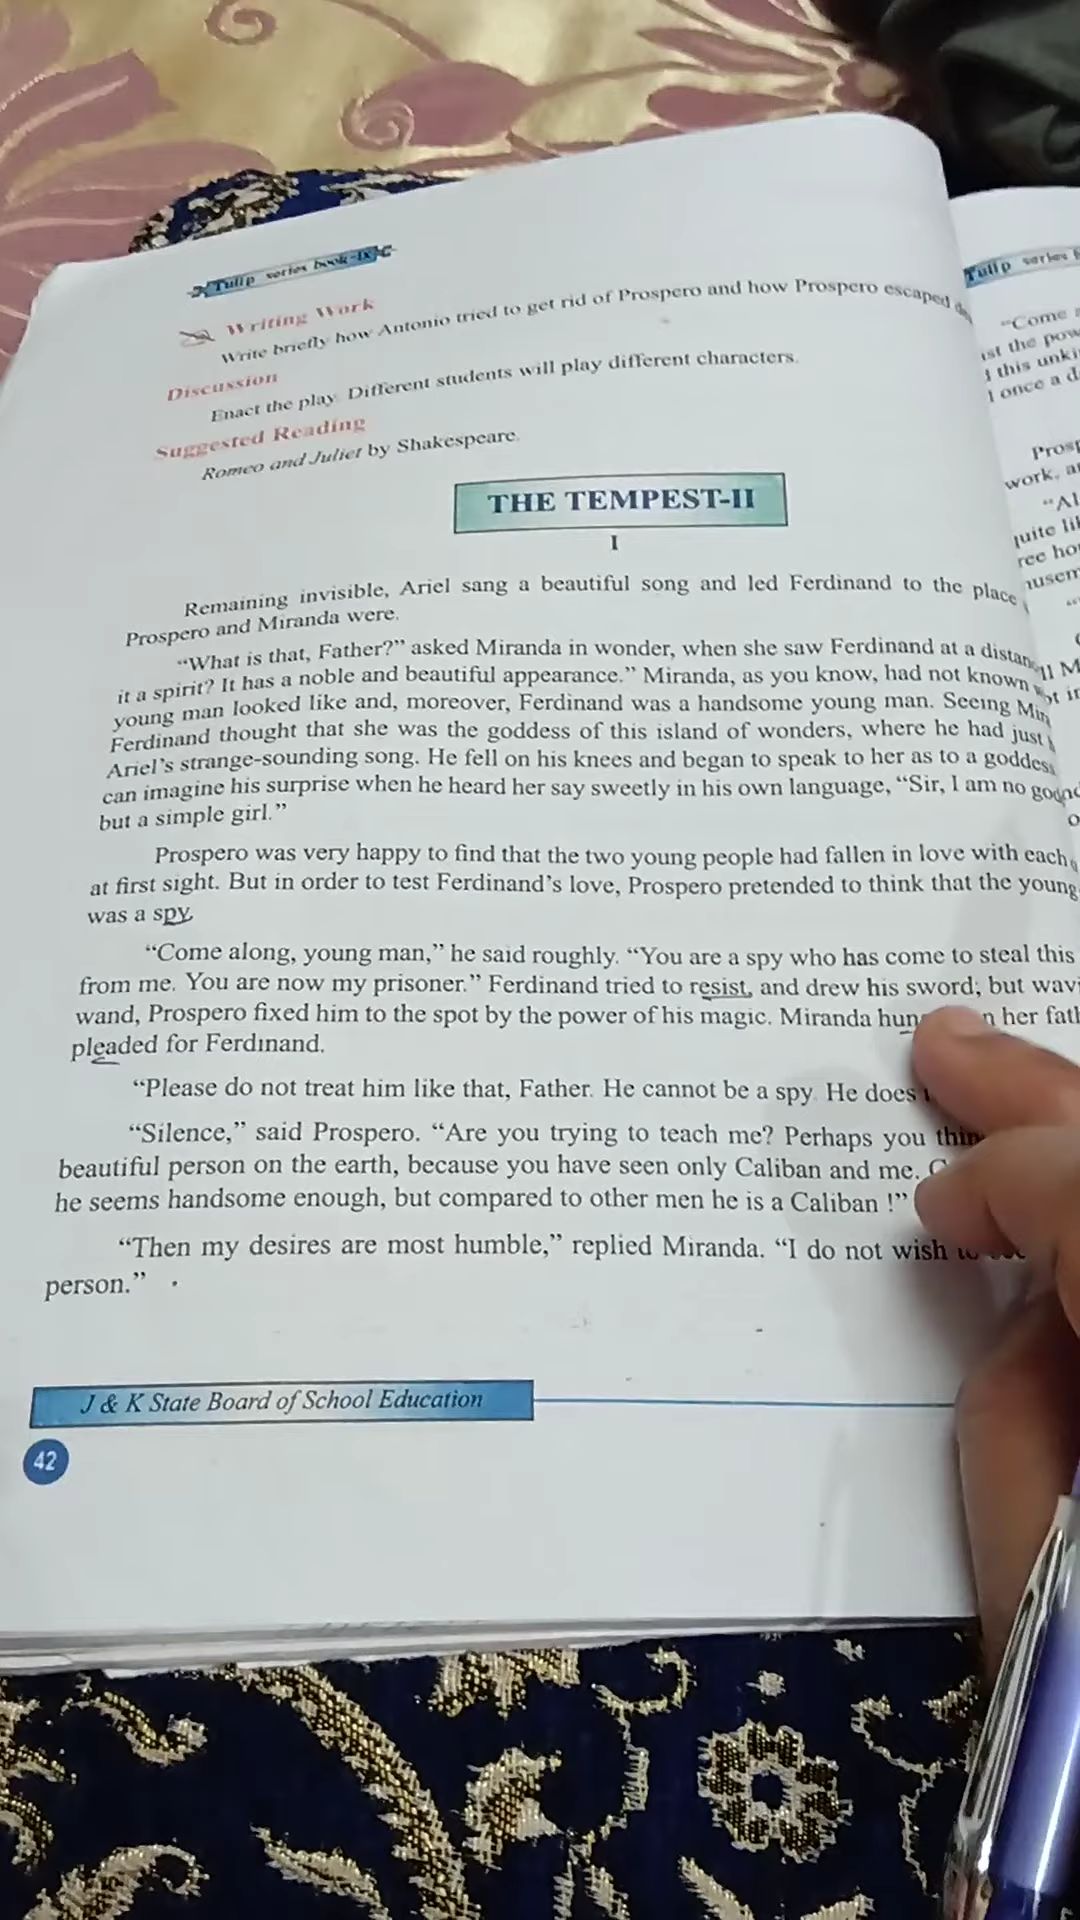 Tulip series book-IX
Writing Work
Write briefly how Antonio tried to get rid of Prospero and how Prospero escaped
Discussion
Enact the play. Different students will play different characters.
Suggested Reading
Romeo and Juliet by Shakespeare.
THE TEMPEST-II
I
Remaining invisible, Ariel sang a beautiful song and led Ferdinand to the place
Prospero and Miranda were.
“What is that, Father?” asked Miranda in wonder, when she saw Ferdinand at a
it a spirit? It has a noble and beautiful appearance.” Miranda, as you know, had not known
young man looked like and, moreover, Ferdinand was a handsome young man. Seeing
Ferdinand thought that she was the goddess of this island of wonders, where he had just
Ariel’s strange-sounding song. He fell on his knees and began to speak to her as to a
can imagine his surprise when he heard her say sweetly in his own language, “Sir, I am no
but a simple girl.”
Prospero was very happy to find that the two young people had fallen in love with each
at first sight. But in order to test Ferdinand’s love, Prospero pretended to think that the young
was a spy.
“Come along, young man,” he said roughly. “You are a spy who has come to steal this
from me. You are now my prisoner.” Ferdinand tried to resist, and drew his sword; but
wand, Prospero fixed him to the spot by the power of his magic. Miranda her
pleaded for Ferdinand.
“Please do not treat him like that, Father. He cannot be a spy. He does
“Silence,” said Prospero. “Are you trying to teach me? Perhaps you
beautiful person on the earth, because you have seen only Caliban and me.
he seems handsome enough, but compared to other men he is a Caliban !”
“Then my desires are most humble,” replied Miranda. “I do not wish
person.”
J & K State Board of School Education
42
Tulip series
“Come
the
this
once a
work,